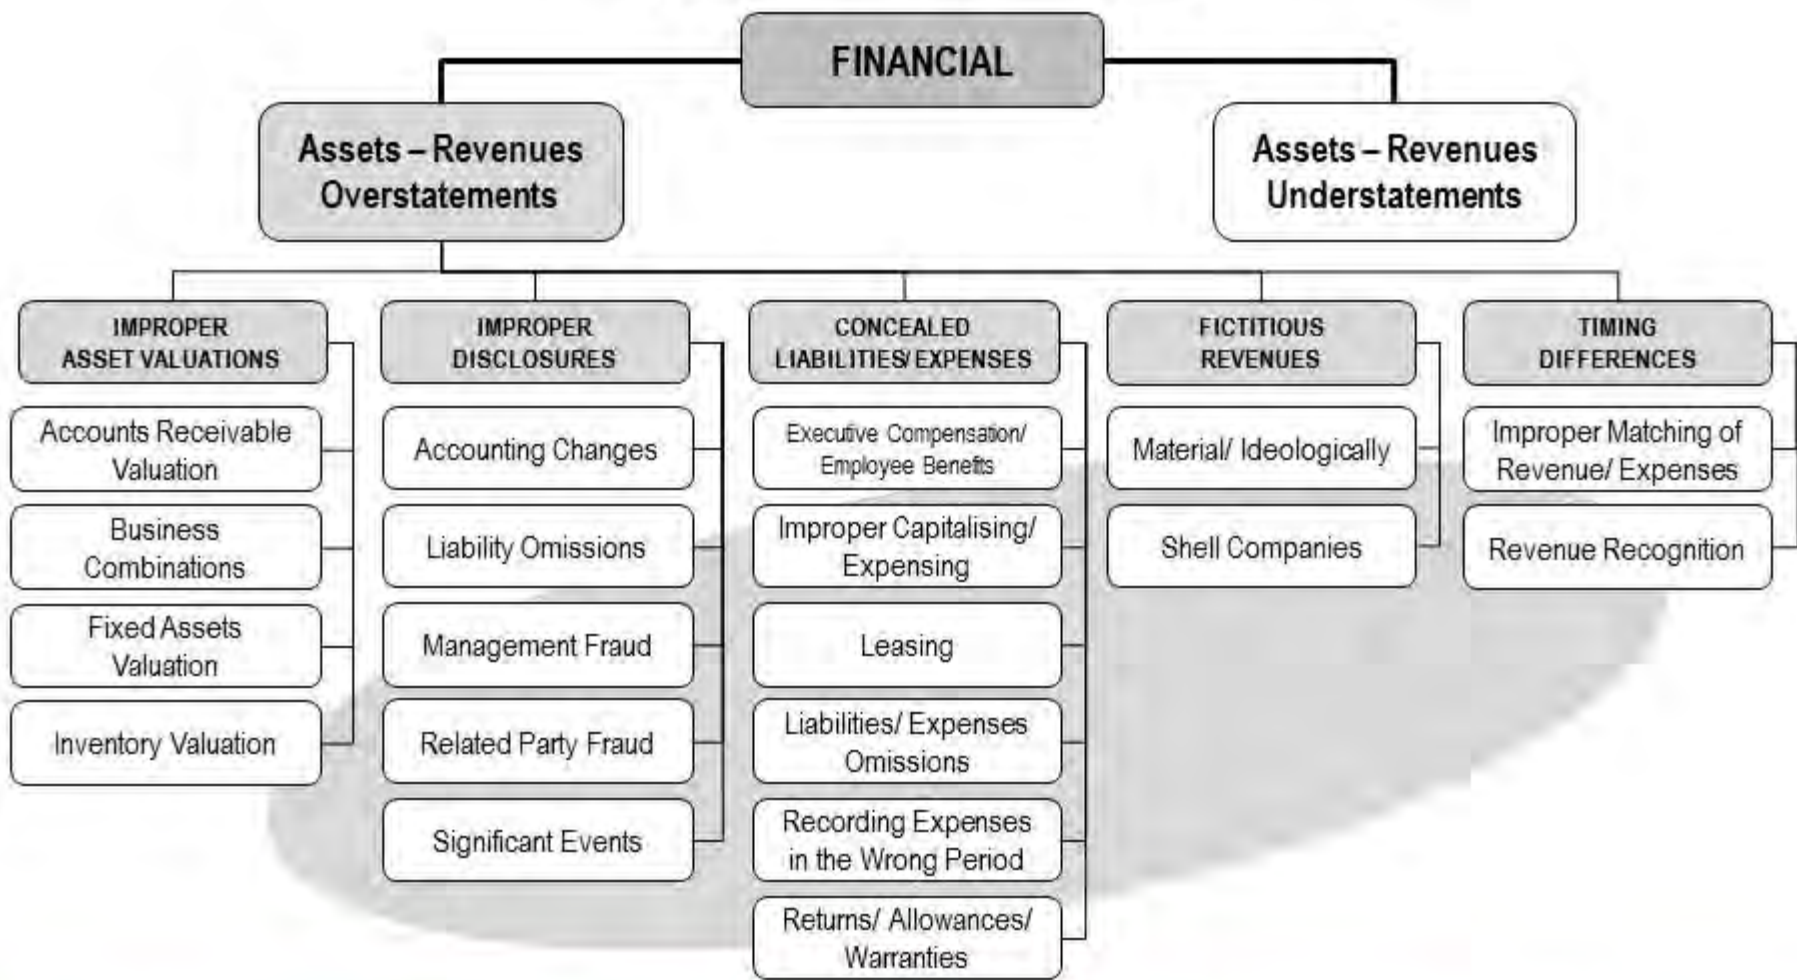 FINANCIAL
Assets – Revenues
Overstatements
Assets – Revenues
Understatements
IMPROPER
ASSET VALUATIONS
Accounts Receivable
Valuation
Business
Combinations
Fixed Assets
Valuation
Inventory Valuation
IMPROPER
DISCLOSURES
Accounting Changes
Liability Omissions
Management Fraud
Related Party Fraud
Significant Events
CONCEALED
LIABILITIES/EXPENSES
Executive Compensation/
Employee Benefits
Improper Capitalising/
Expensing
Leasing
Liabilities/ Expenses
Omissions
Recording Expenses
in the Wrong Period
Returns/ Allowances/
Warranties
FICTITIOUS
REVENUES
Material/ Ideologically
Shell Companies
TIMING
DIFFERENCES
Improper Matching of
Revenue/ Expenses
Revenue Recognition